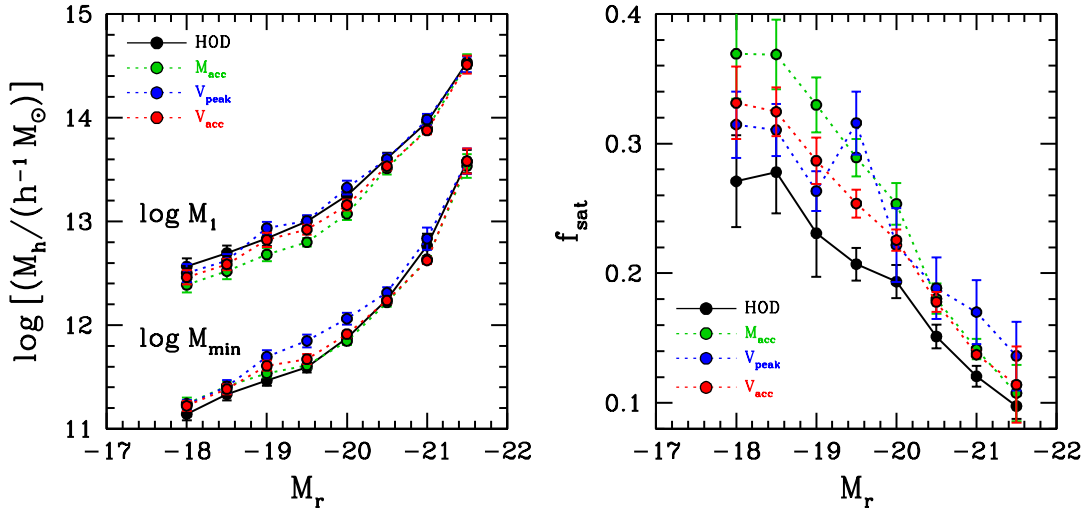 15
14
13
12
11
log [(M_h/(h⁻¹ M_⊙)]
HOD
M_acc
V_peak
V_acc
log M_1
log M_min
−17 −18 −19 −20 −21 −22
M_r
0.4
0.3
0.2
0.1
f_sat
HOD
M_acc
V_peak
V_acc
−17 −18 −19 −20 −21 −22
M_r